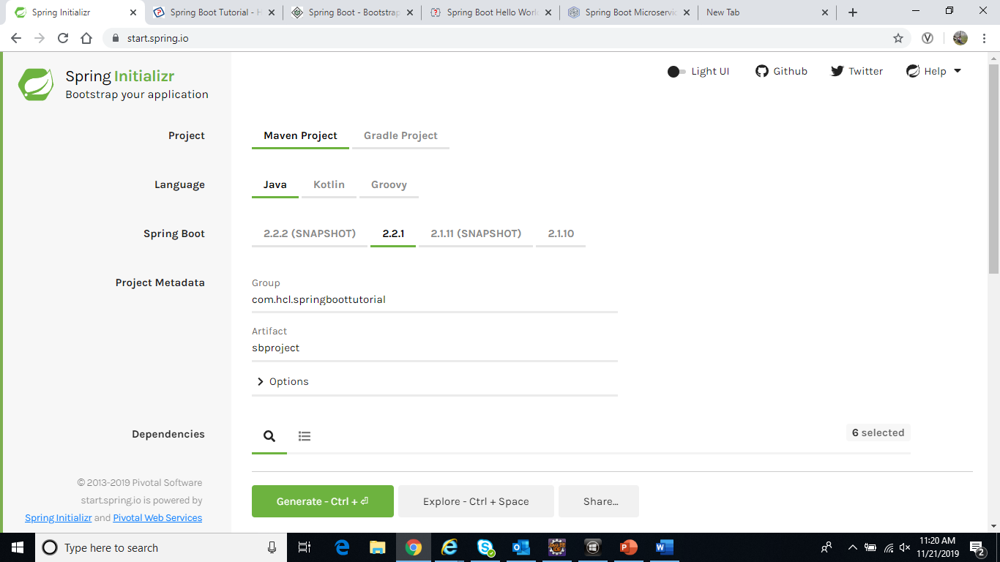 Spring Initializr
Spring Boot Tutorial - H
Spring Boot - Bootstrap
Spring Boot Hello Worl
Spring Boot Microservic
New Tab
start.spring.io
Spring Initializr
Bootstrap your application
Light UI
Github
Twitter
Help
Project
Maven Project
Gradle Project
Language
Java
Kotlin
Groovy
Spring Boot
2.2.2 (SNAPSHOT)
2.2.1
2.1.11 (SNAPSHOT)
2.1.10
Project Metadata
Group
com.hcl.springboottutorial
Artifact
sbproject
Options
Dependencies
6 selected
© 2013-2019 Pivotal Software
start.spring.io is powered by
Spring Initializr and Pivotal Web Services
Generate - Ctrl + ⏎
Explore - Ctrl + Space
Share...
Type here to search
11:20 AM
11/21/2019
2